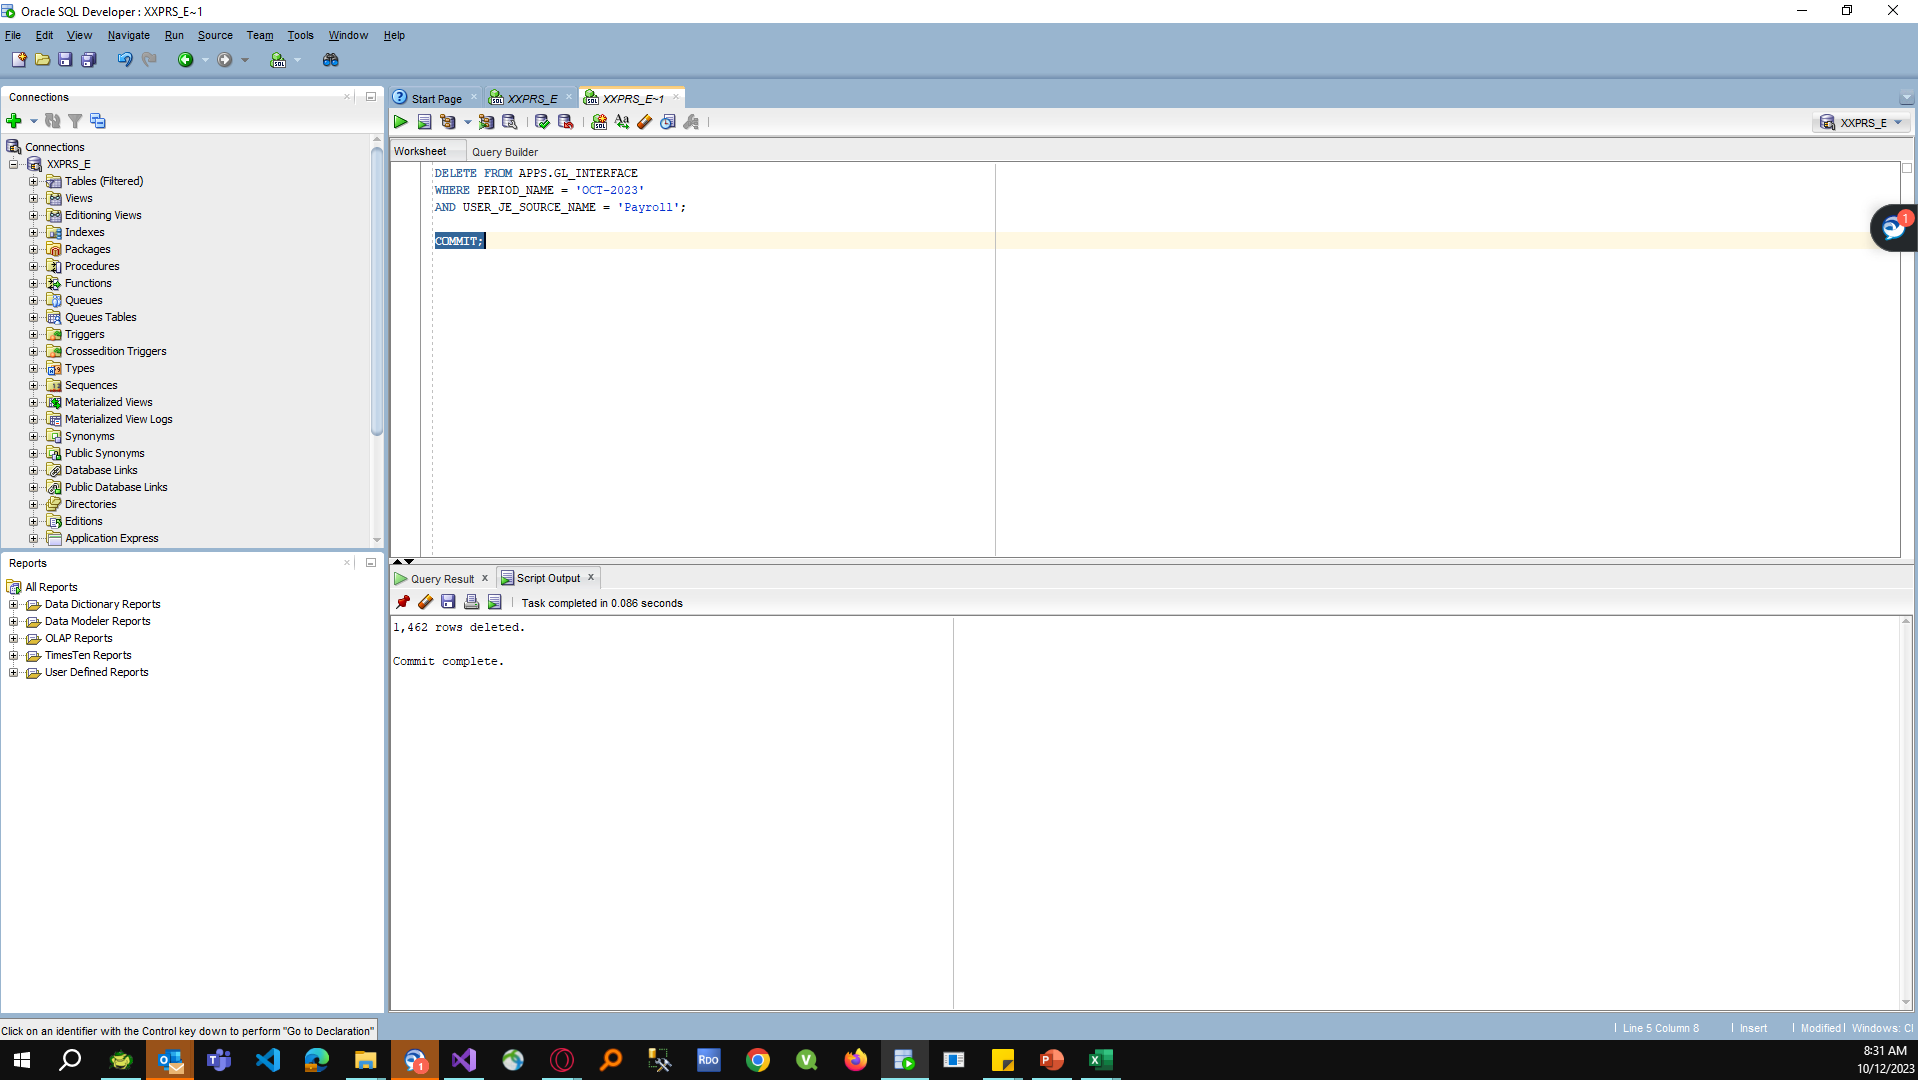 Oracle SQL Developer : XXPRS_E~1
File Edit View Navigate Run Source Team Tools Window Help
Connections
Connections
XXPRS_E
Tables (Filtered)
Views
Editioning Views
Indexes
Packages
Procedures
Functions
Queues
Queues Tables
Triggers
Crossedition Triggers
Types
Sequences
Materialized Views
Materialized View Logs
Synonyms
Public Synonyms
Database Links
Public Database Links
Directories
Editions
Application Express
Reports
All Reports
Data Dictionary Reports
Data Modeler Reports
OLAP Reports
TimesTen Reports
User Defined Reports
Start Page XXPRS_E XXPRS_E~1
XXPRS_E
Worksheet Query Builder
DELETE FROM APPS.GL_INTERFACE
WHERE PERIOD_NAME = 'OCT-2023'
AND USER_JE_SOURCE_NAME = 'Payroll';
COMMIT;
1
Query Result x Script Output x
Task completed in 0.086 seconds
1,462 rows deleted.
Commit complete.
Click on an identifier with the Control key down to perform "Go to Declaration"
Line 5 Column 8 Insert Modified Windows: Cl
RDO
8:31 AM
10/12/2023